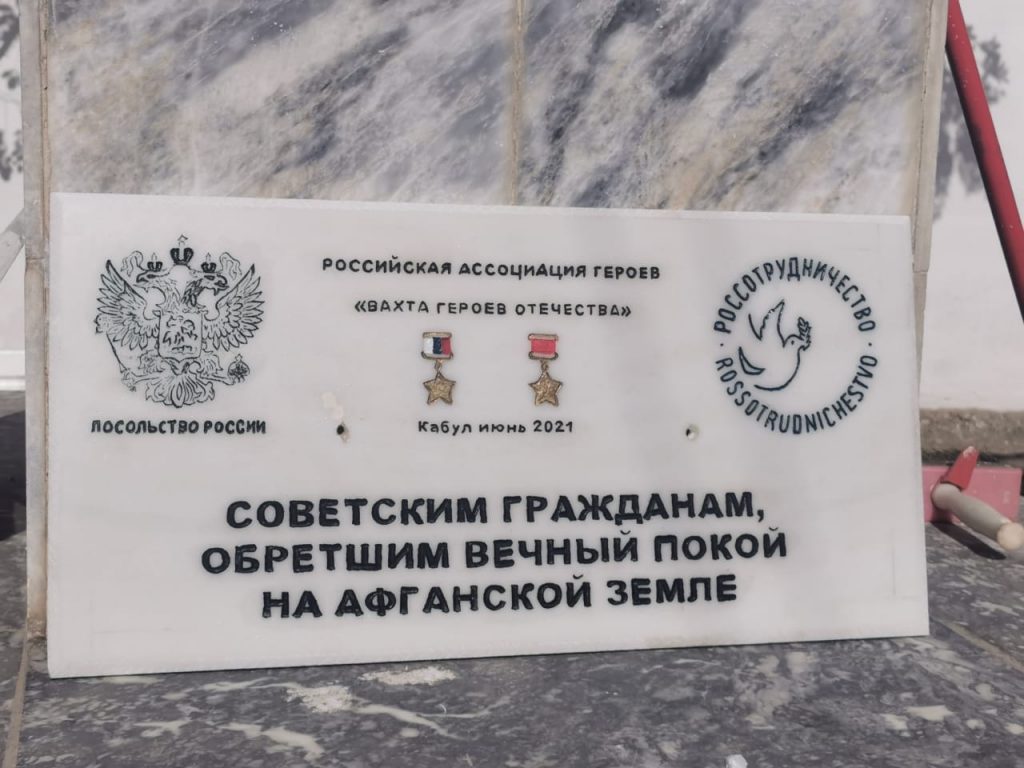 РОССИЙСКАЯ АССОЦИАЦИЯ ГЕРОЕВ
«ВАХТА ГЕРОЕВ ОТЕЧЕСТВА»
ПОСОЛЬСТВО РОССИИ
Кабул июнь 2021
· РОССОТРУДНИЧЕСТВО ·
ROSSOTRUDNICHESTVO
СОВЕТСКИМ ГРАЖДАНАМ,
ОБРЕТШИМ ВЕЧНЫЙ ПОКОЙ
НА АФГАНСКОЙ ЗЕМЛЕ